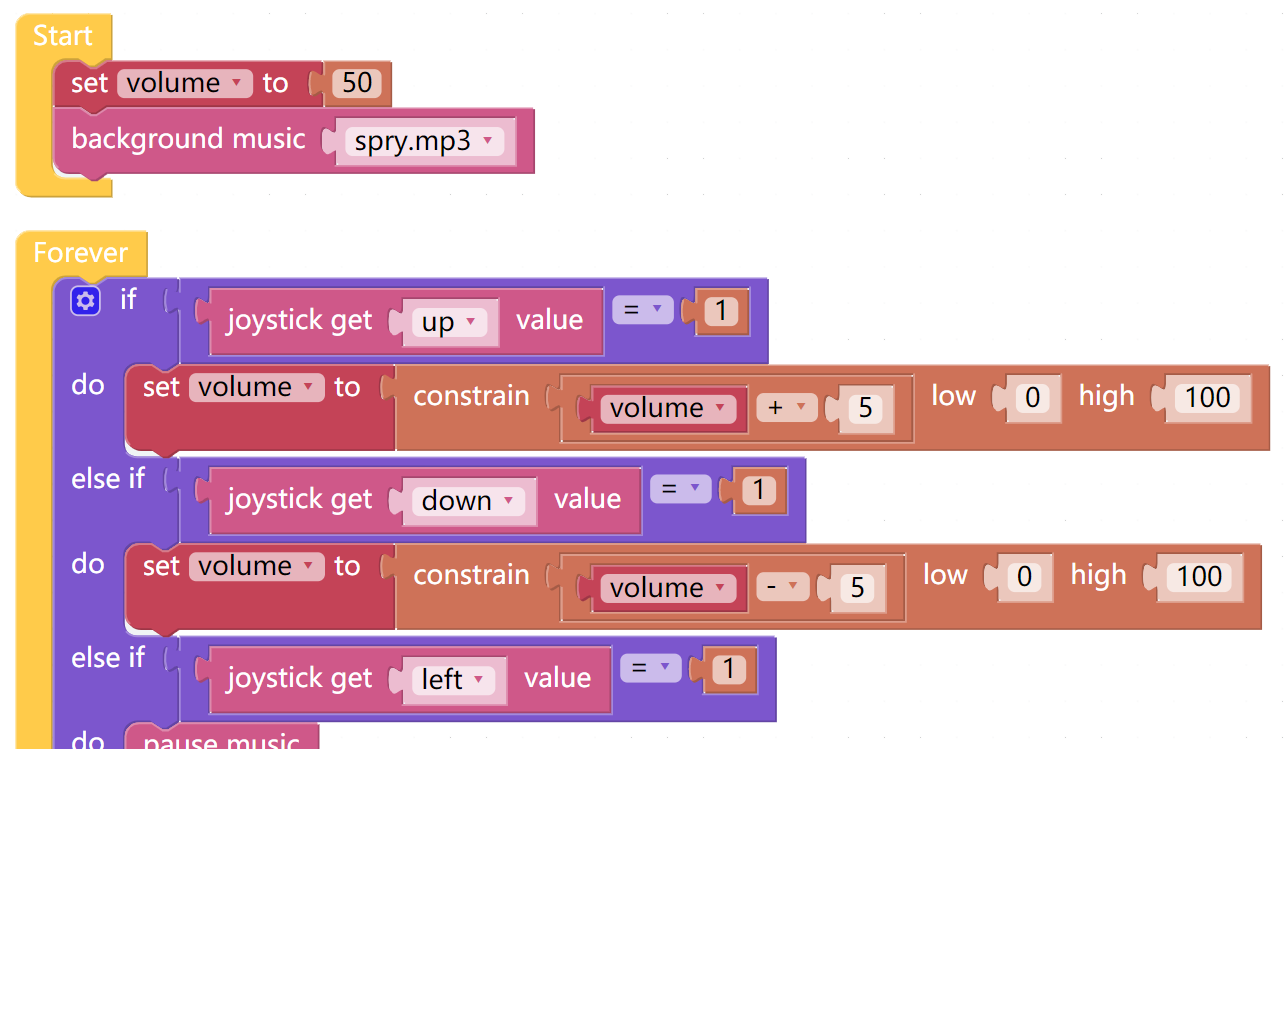 Start
set volume to 50
background music spry.mp3
Forever
if joystick get up value = 1
do set volume to constrain volume + 5 low 0 high 100
else if joystick get down value = 1
do set volume to constrain volume - 5 low 0 high 100
else if joystick get left value = 1
do pause music